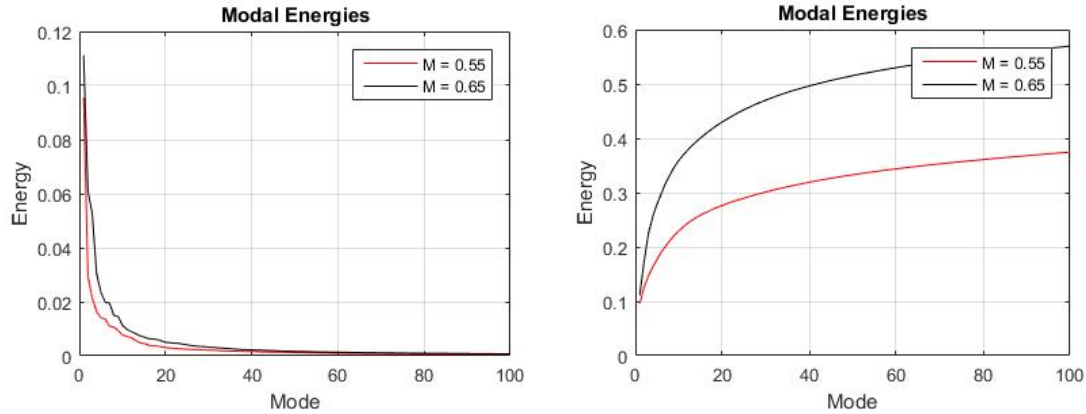 Modal Energies
0.12
0.1
0.08
0.06
0.04
0.02
0
Energy
M = 0.55
M = 0.65
0 20 40 60 80 100
Mode
Modal Energies
0.6
0.5
0.4
0.3
0.2
0.1
0
Energy
M = 0.55
M = 0.65
0 20 40 60 80 100
Mode